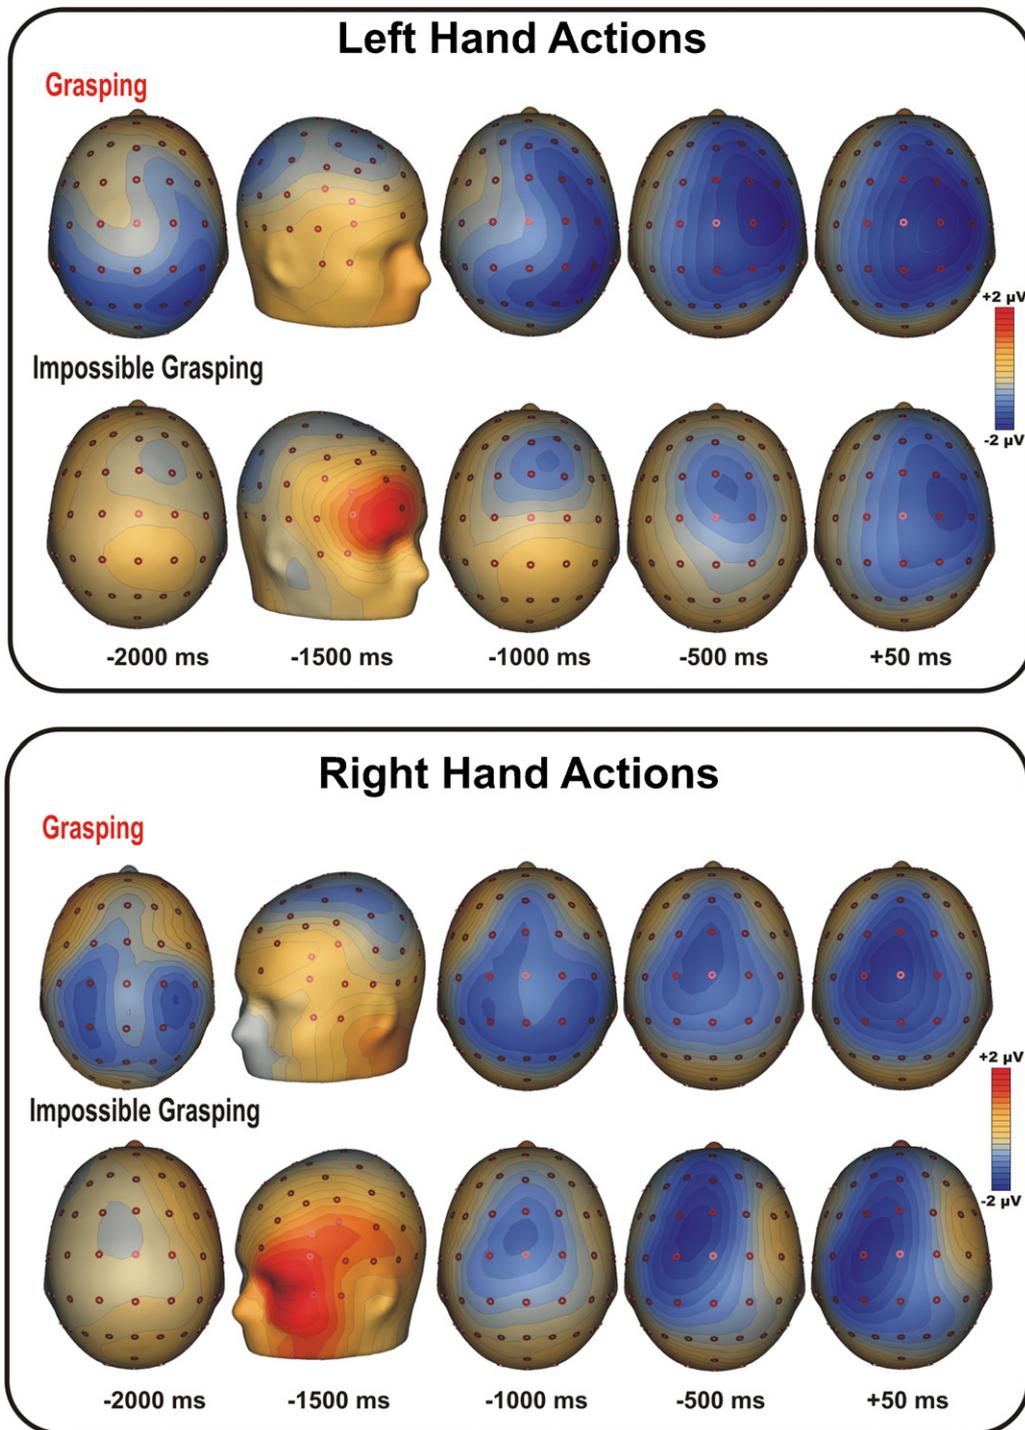 Left Hand Actions
Grasping
+2 µV
-2 µV
Impossible Grasping
-2000 ms
-1500 ms
-1000 ms
-500 ms
+50 ms
Right Hand Actions
Grasping
+2 µV
-2 µV
Impossible Grasping
-2000 ms
-1500 ms
-1000 ms
-500 ms
+50 ms